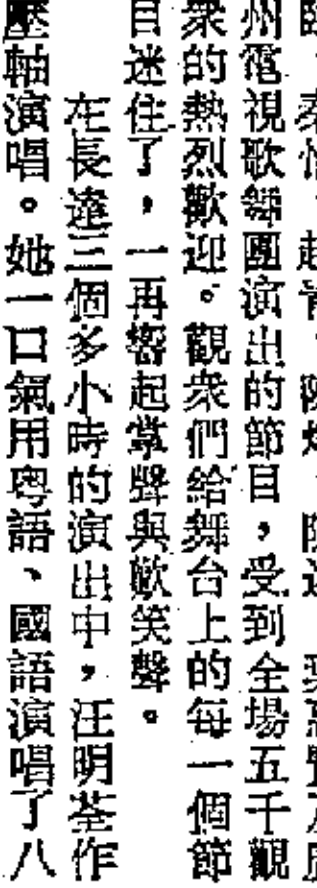 州電視歌舞團演出的節目，受到全場五千觀
衆的熱烈歡迎。觀衆們給舞台上的每一個節
目迷住了，一再響起掌聲與歡笑聲。
在長達三個多小時的演出中，汪明荃作
壓軸演唱。她一口氣用粵語、國語演唱了八